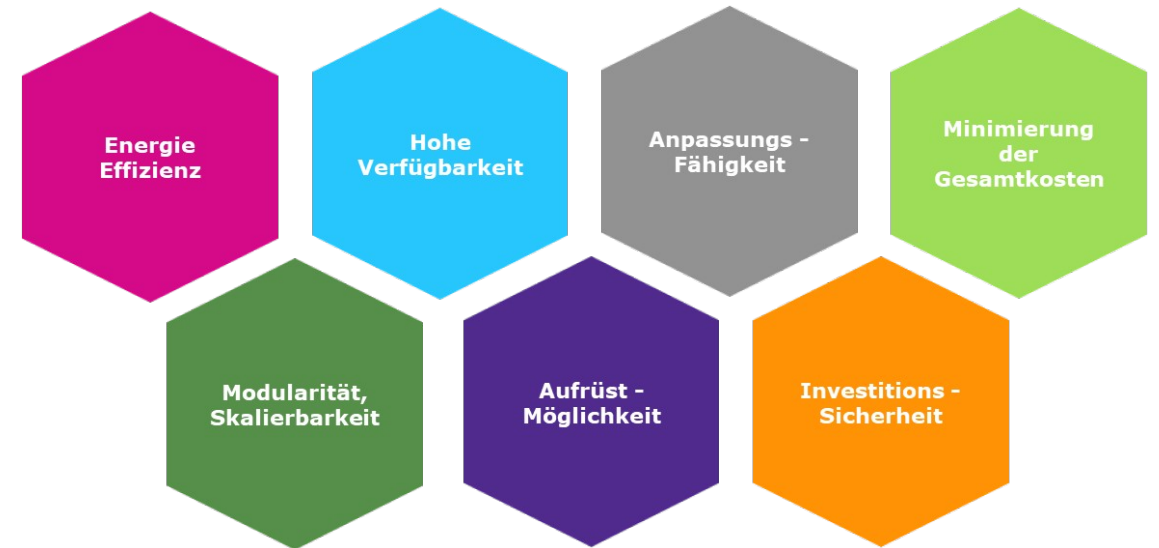 Energie
Effizienz
Hohe
Verfügbarkeit
Anpassungs –
Fähigkeit
Minimierung
der
Gesamtkosten
Modularität,
Skalierbarkeit
Aufrüst –
Möglichkeit
Investitions –
Sicherheit